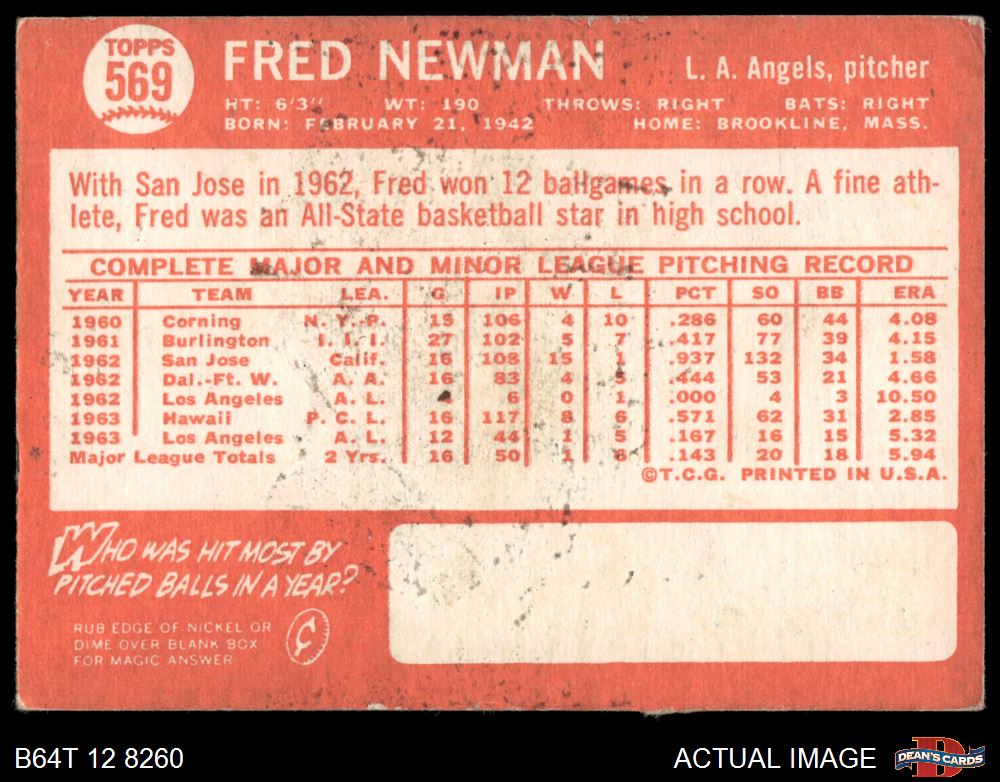 TOPPS
569
FRED NEWMAN
L. A. Angels, pitcher
HT: 6'3" WT: 190 THROWS: RIGHT BATS: RIGHT
BORN: FEBRUARY 21, 1942 HOME: BROOKLINE, MASS.
With San Jose in 1962, Fred won 12 ballgames in a row. A fine ath-
lete, Fred was an All-State basketball star in high school.
COMPLETE MAJOR AND MINOR LEAGUE PITCHING RECORD
YEAR TEAM LEA. G IP W L PCT SO BB ERA
1960 Corning N. Y. P. 15 106 4 10 .286 60 44 4.08
1961 Burlington I. I. I. 27 102 5 7 .417 77 39 4.15
1962 San Jose Calif. 16 108 15 1 .937 132 34 1.58
1962 Dal.-Ft. W. A. A. 16 83 4 5 .444 53 21 4.66
1962 Los Angeles A. L. 4 6 0 1 .000 4 3 10.50
1963 Hawaii P. C. L. 16 117 8 6 .571 62 31 2.85
1963 Los Angeles A. L. 12 44 1 5 .167 16 15 5.32
Major League Totals 2 Yrs. 16 50 1 6 .143 20 18 5.94
©T.C.G. PRINTED IN U.S.A.
WHO WAS HIT MOST BY
PITCHED BALLS IN A YEAR?
RUB EDGE OF NICKEL OR
DIME OVER BLANK BOX
FOR MAGIC ANSWER
¢
B64T 12 8260
ACTUAL IMAGE
D
DEAN'S CARDS